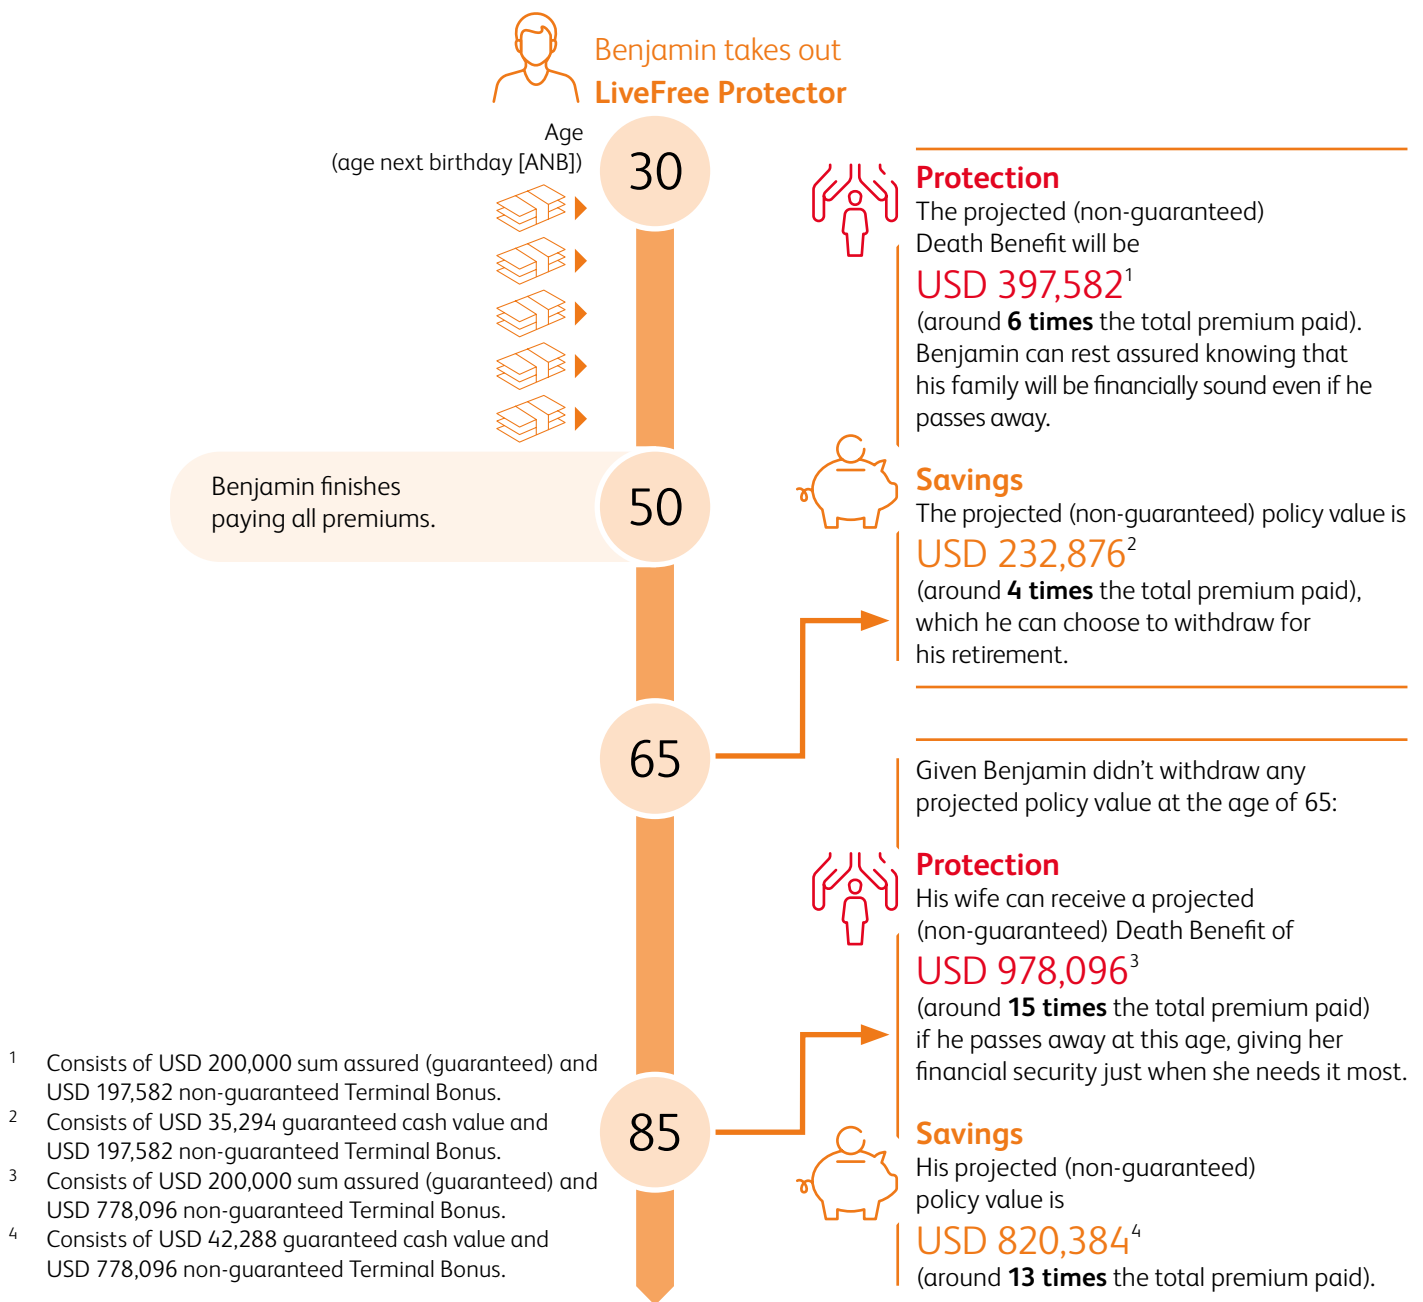 Benjamin takes out
LiveFree Protector
Age
(age next birthday [ANB])
30
Protection
The projected (non-guaranteed)
Death Benefit will be
USD 397,582¹
(around 6 times the total premium paid).
Benjamin can rest assured knowing that
his family will be financially sound even if he
passes away.
Benjamin finishes
paying all premiums.
50
Savings
The projected (non-guaranteed) policy value is
USD 232,876²
(around 4 times the total premium paid),
which he can choose to withdraw for
his retirement.
65
Given Benjamin didn't withdraw any
projected policy value at the age of 65:
Protection
His wife can receive a projected
(non-guaranteed) Death Benefit of
USD 978,096³
(around 15 times the total premium paid)
if he passes away at this age, giving her
financial security just when she needs it most.
85
Savings
His projected (non-guaranteed)
policy value is
USD 820,384⁴
(around 13 times the total premium paid).
¹ Consists of USD 200,000 sum assured (guaranteed) and
USD 197,582 non-guaranteed Terminal Bonus.
² Consists of USD 35,294 guaranteed cash value and
USD 197,582 non-guaranteed Terminal Bonus.
³ Consists of USD 200,000 sum assured (guaranteed) and
USD 778,096 non-guaranteed Terminal Bonus.
⁴ Consists of USD 42,288 guaranteed cash value and
USD 778,096 non-guaranteed Terminal Bonus.